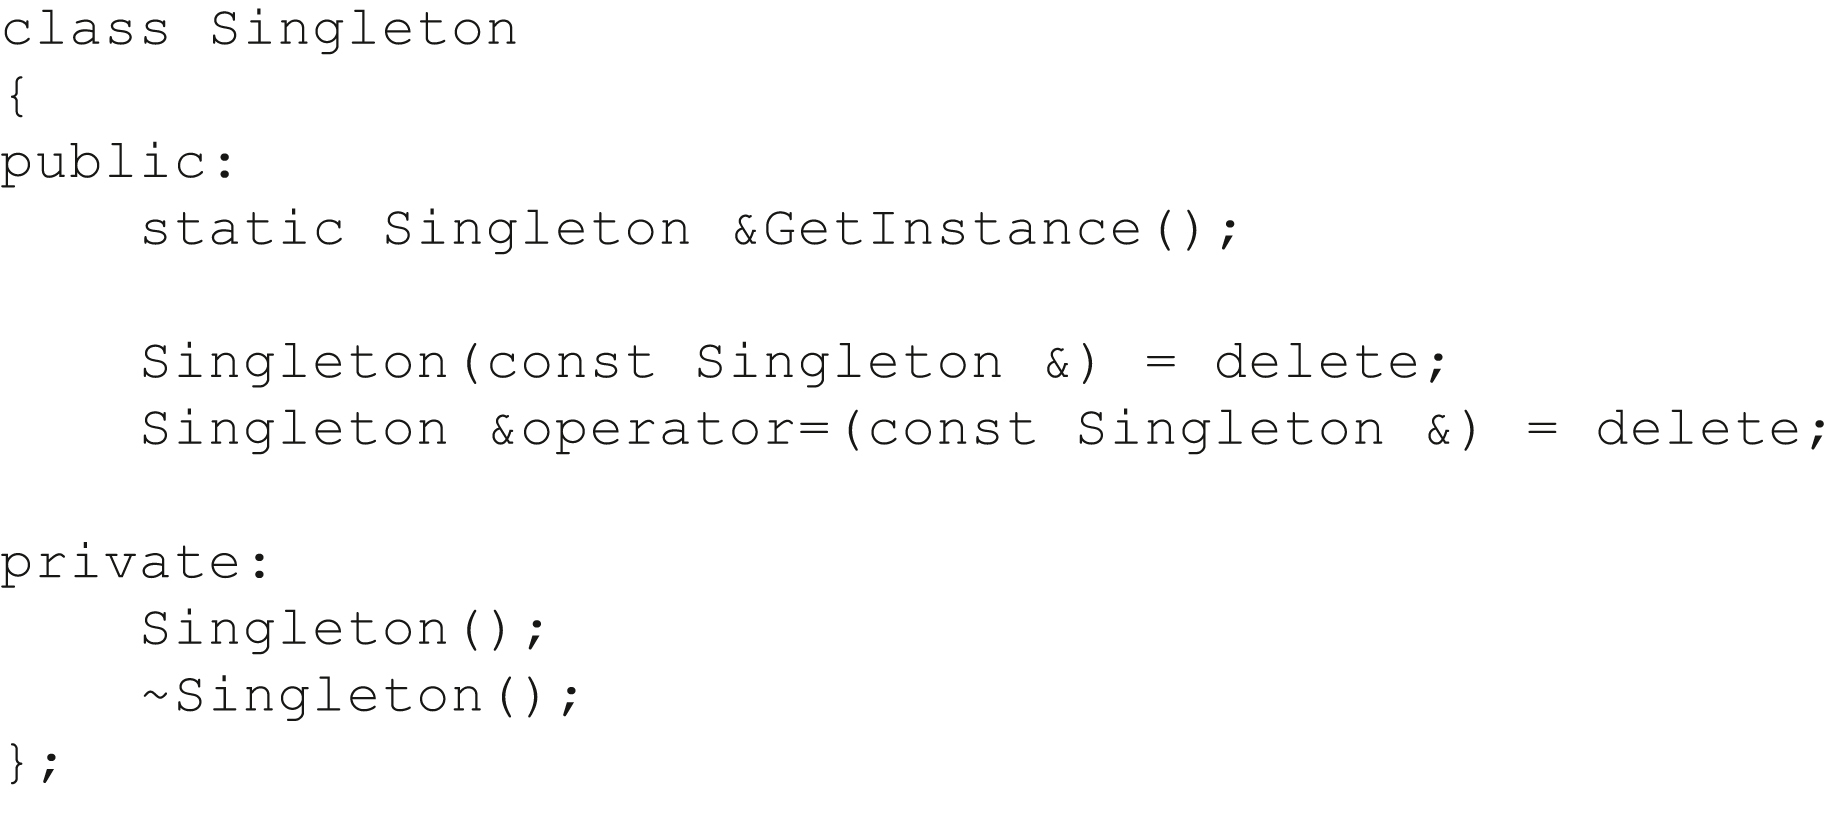 class Singleton
{
public:
    static Singleton &GetInstance();

    Singleton(const Singleton &) = delete;
    Singleton &operator=(const Singleton &) = delete;

private:
    Singleton();
    ~Singleton();
};